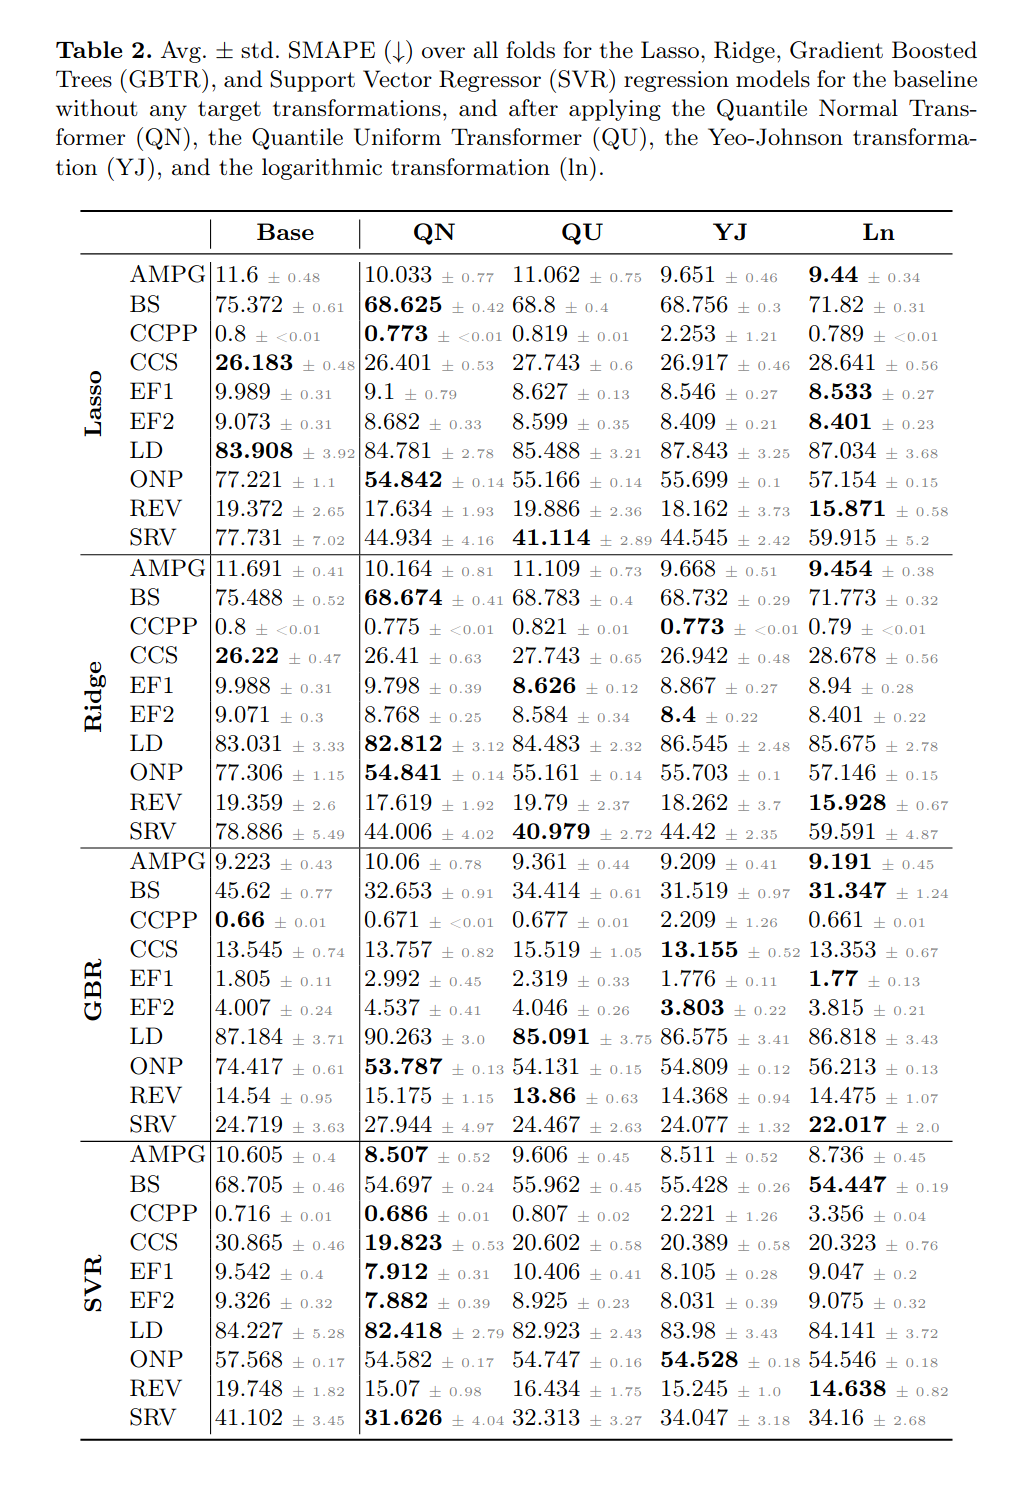 Table 2. Avg. ± std. SMAPE (↓) over all folds for the Lasso, Ridge, Gradient Boosted
Trees (GBTR), and Support Vector Regressor (SVR) regression models for the baseline
without any target transformations, and after applying the Quantile Normal Trans-
former (QN), the Quantile Uniform Transformer (QU), the Yeo-Johnson transforma-
tion (YJ), and the logarithmic transformation (ln).
Base QN QU YJ Ln
Lasso
AMPG 11.6 ± 0.48 10.033 ± 0.77 11.062 ± 0.75 9.651 ± 0.46 9.44 ± 0.34
BS 75.372 ± 0.61 68.625 ± 0.42 68.8 ± 0.4 68.756 ± 0.3 71.82 ± 0.31
CCPP 0.8 ± <0.01 0.773 ± <0.01 0.819 ± 0.01 2.253 ± 1.21 0.789 ± <0.01
CCS 26.183 ± 0.48 26.401 ± 0.53 27.743 ± 0.6 26.917 ± 0.46 28.641 ± 0.56
EF1 9.989 ± 0.31 9.1 ± 0.79 8.627 ± 0.13 8.546 ± 0.27 8.533 ± 0.27
EF2 9.073 ± 0.31 8.682 ± 0.33 8.599 ± 0.35 8.409 ± 0.21 8.401 ± 0.23
LD 83.908 ± 3.92 84.781 ± 2.78 85.488 ± 3.21 87.843 ± 3.25 87.034 ± 3.68
ONP 77.221 ± 1.1 54.842 ± 0.14 55.166 ± 0.14 55.699 ± 0.1 57.154 ± 0.15
REV 19.372 ± 2.65 17.634 ± 1.93 19.886 ± 2.36 18.162 ± 3.73 15.871 ± 0.58
SRV 77.731 ± 7.02 44.934 ± 4.16 41.114 ± 2.89 44.545 ± 2.42 59.915 ± 5.2
Ridge
AMPG 11.691 ± 0.41 10.164 ± 0.81 11.109 ± 0.73 9.668 ± 0.51 9.454 ± 0.38
BS 75.488 ± 0.52 68.674 ± 0.41 68.783 ± 0.4 68.732 ± 0.29 71.773 ± 0.32
CCPP 0.8 ± <0.01 0.775 ± <0.01 0.821 ± 0.01 0.773 ± <0.01 0.79 ± <0.01
CCS 26.22 ± 0.47 26.41 ± 0.63 27.743 ± 0.65 26.942 ± 0.48 28.678 ± 0.56
EF1 9.988 ± 0.31 9.798 ± 0.39 8.626 ± 0.12 8.867 ± 0.27 8.94 ± 0.28
EF2 9.071 ± 0.3 8.768 ± 0.25 8.584 ± 0.34 8.4 ± 0.22 8.401 ± 0.22
LD 83.031 ± 3.33 82.812 ± 3.12 84.483 ± 2.32 86.545 ± 2.48 85.675 ± 2.78
ONP 77.306 ± 1.15 54.841 ± 0.14 55.161 ± 0.14 55.703 ± 0.1 57.146 ± 0.15
REV 19.359 ± 2.6 17.619 ± 1.92 19.79 ± 2.37 18.262 ± 3.7 15.928 ± 0.67
SRV 78.886 ± 5.49 44.006 ± 4.02 40.979 ± 2.72 44.42 ± 2.35 59.591 ± 4.87
GBR
AMPG 9.223 ± 0.43 10.06 ± 0.78 9.361 ± 0.44 9.209 ± 0.41 9.191 ± 0.45
BS 45.62 ± 0.77 32.653 ± 0.91 34.414 ± 0.61 31.519 ± 0.97 31.347 ± 1.24
CCPP 0.66 ± 0.01 0.671 ± <0.01 0.677 ± 0.01 2.209 ± 1.26 0.661 ± 0.01
CCS 13.545 ± 0.74 13.757 ± 0.82 15.519 ± 1.05 13.155 ± 0.52 13.353 ± 0.67
EF1 1.805 ± 0.11 2.992 ± 0.45 2.319 ± 0.33 1.776 ± 0.11 1.77 ± 0.13
EF2 4.007 ± 0.24 4.537 ± 0.41 4.046 ± 0.26 3.803 ± 0.22 3.815 ± 0.21
LD 87.184 ± 3.71 90.263 ± 3.0 85.091 ± 3.75 86.575 ± 3.41 86.818 ± 3.43
ONP 74.417 ± 0.61 53.787 ± 0.13 54.131 ± 0.15 54.809 ± 0.12 56.213 ± 0.13
REV 14.54 ± 0.95 15.175 ± 1.15 13.86 ± 0.63 14.368 ± 0.94 14.475 ± 1.07
SRV 24.719 ± 3.63 27.944 ± 4.97 24.467 ± 2.63 24.077 ± 1.32 22.017 ± 2.0
SVR
AMPG 10.605 ± 0.4 8.507 ± 0.52 9.606 ± 0.45 8.511 ± 0.52 8.736 ± 0.45
BS 68.705 ± 0.46 54.697 ± 0.24 55.962 ± 0.45 55.428 ± 0.26 54.447 ± 0.19
CCPP 0.716 ± 0.01 0.686 ± 0.01 0.807 ± 0.02 2.221 ± 1.26 3.356 ± 0.04
CCS 30.865 ± 0.46 19.823 ± 0.53 20.602 ± 0.58 20.389 ± 0.58 20.323 ± 0.76
EF1 9.542 ± 0.4 7.912 ± 0.31 10.406 ± 0.41 8.105 ± 0.28 9.047 ± 0.2
EF2 9.326 ± 0.32 7.882 ± 0.39 8.925 ± 0.23 8.031 ± 0.39 9.075 ± 0.32
LD 84.227 ± 5.28 82.418 ± 2.79 82.923 ± 2.43 83.98 ± 3.43 84.141 ± 3.72
ONP 57.568 ± 0.17 54.582 ± 0.17 54.747 ± 0.16 54.528 ± 0.18 54.546 ± 0.18
REV 19.748 ± 1.82 15.07 ± 0.98 16.434 ± 1.75 15.245 ± 1.0 14.638 ± 0.82
SRV 41.102 ± 3.45 31.626 ± 4.04 32.313 ± 3.27 34.047 ± 3.18 34.16 ± 2.68